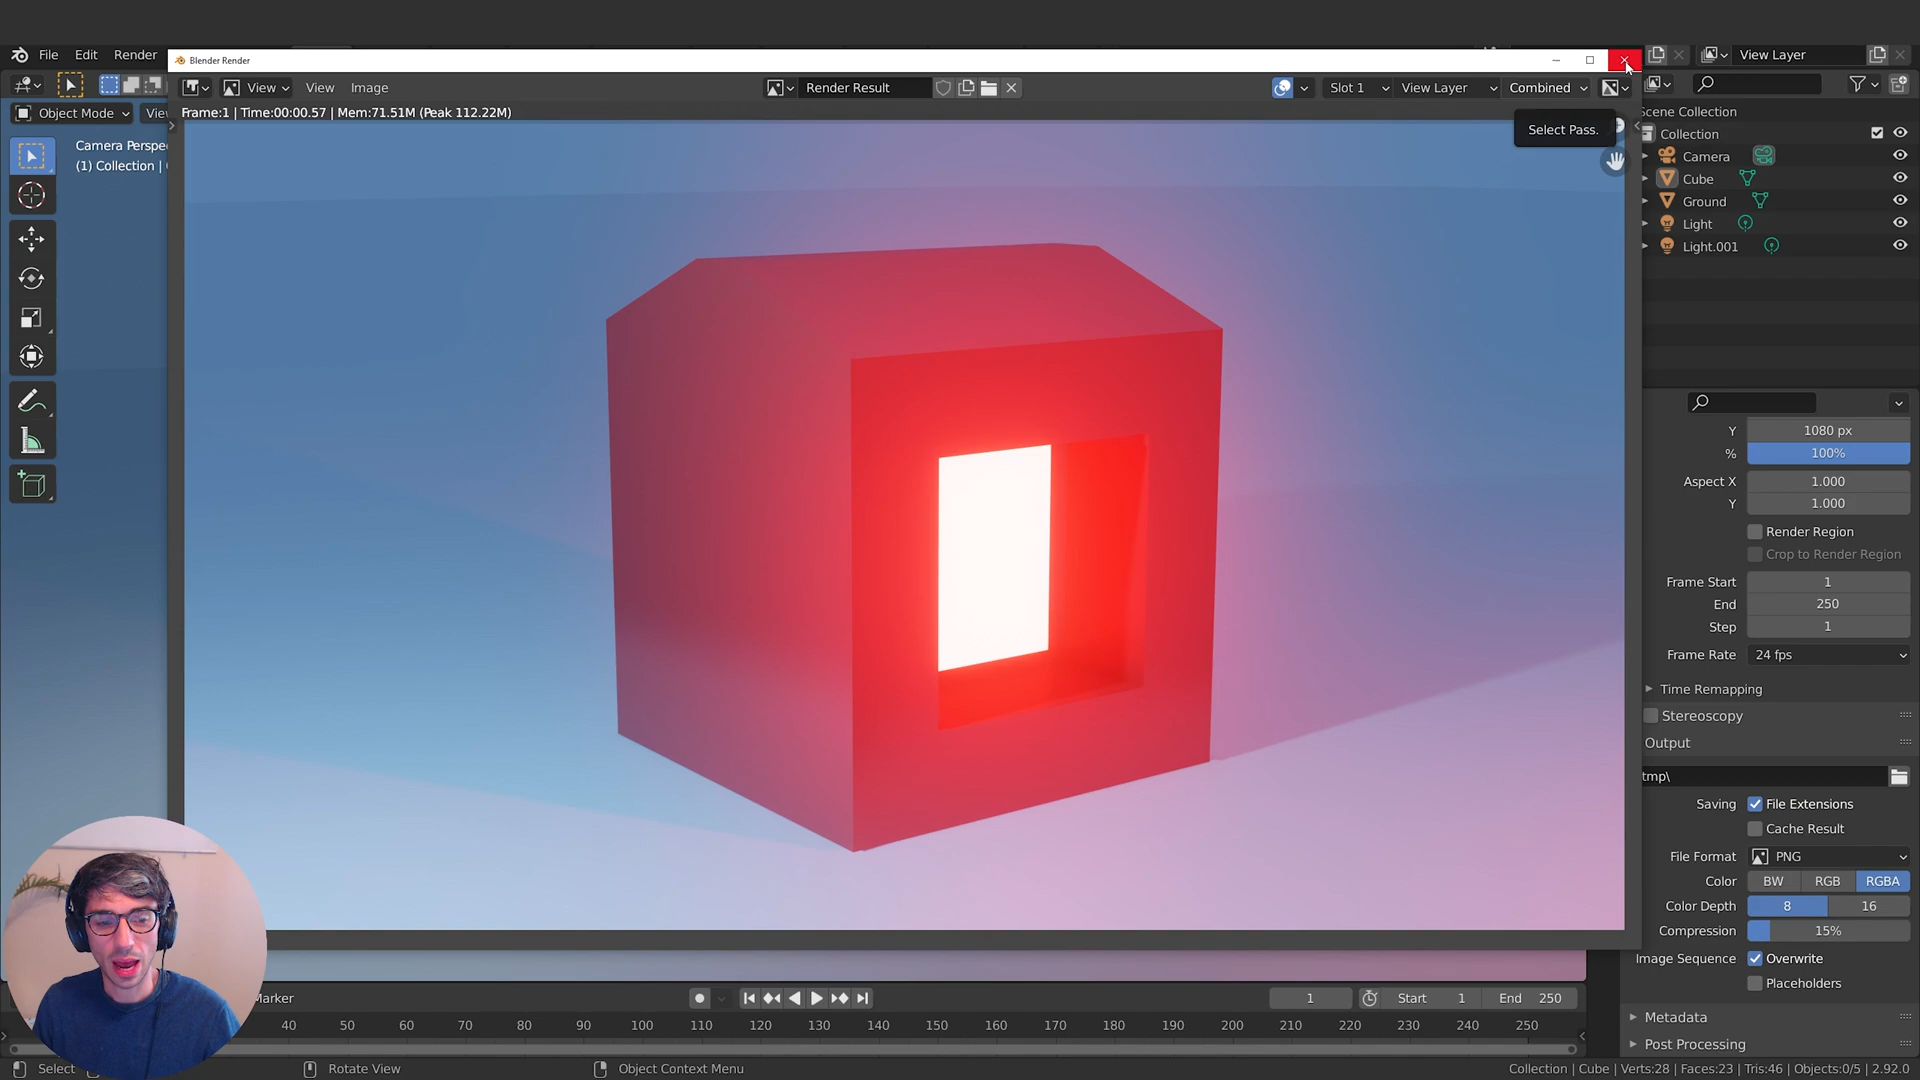 File Edit Render
Blender Render
View Layer
View View Image
Render Result
Slot 1 View Layer Combined
Object Mode
Frame:1 | Time:00:00.57 | Mem:71.51M (Peak 112.22M)
Select Pass.
Camera Perspe
(1) Collection |
Scene Collection
Collection
Camera
Cube
Ground
Light
Light.001
Y 1080 px
% 100%
Aspect X 1.000
Y 1.000
Render Region
Crop to Render Region
Frame Start 1
End 250
Step 1
Frame Rate 24 fps
Time Remapping
Stereoscopy
Output
tmp\
Saving File Extensions
Cache Result
File Format PNG
Color BW RGB RGBA
Color Depth 8 16
Compression 15%
Image Sequence Overwrite
Placeholders
Metadata
Post Processing
Marker
1 Start 1 End 250
40 50 60 70 80 90 100 110 120 130 140 150 160 170 180 190 200 210 220 230 240 250
Select Rotate View Object Context Menu
Collection | Cube | Verts:28 | Faces:23 | Tris:46 | Objects:0/5 | 2.92.0